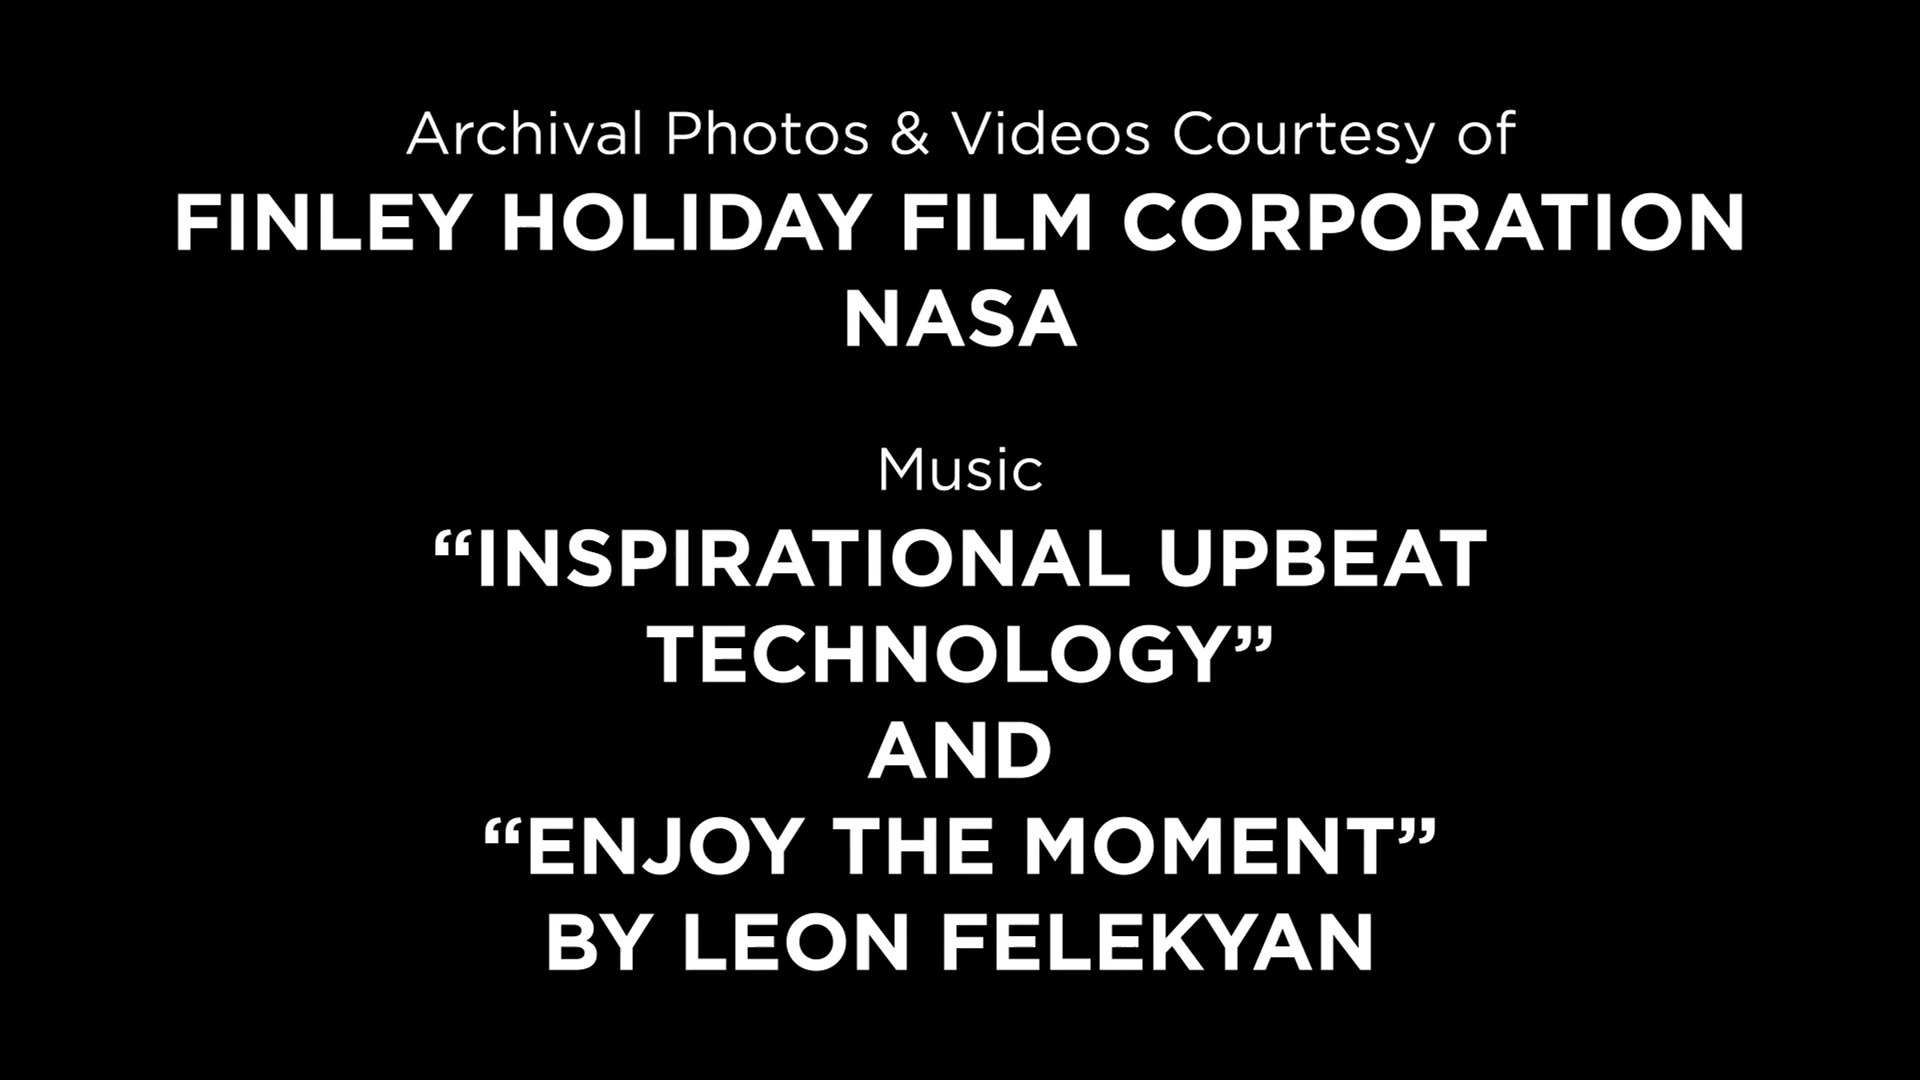 Archival Photos & Videos Courtesy of
FINLEY HOLIDAY FILM CORPORATION
NASA
Music
“INSPIRATIONAL UPBEAT
TECHNOLOGY”
AND
“ENJOY THE MOMENT”
BY LEON FELEKYAN